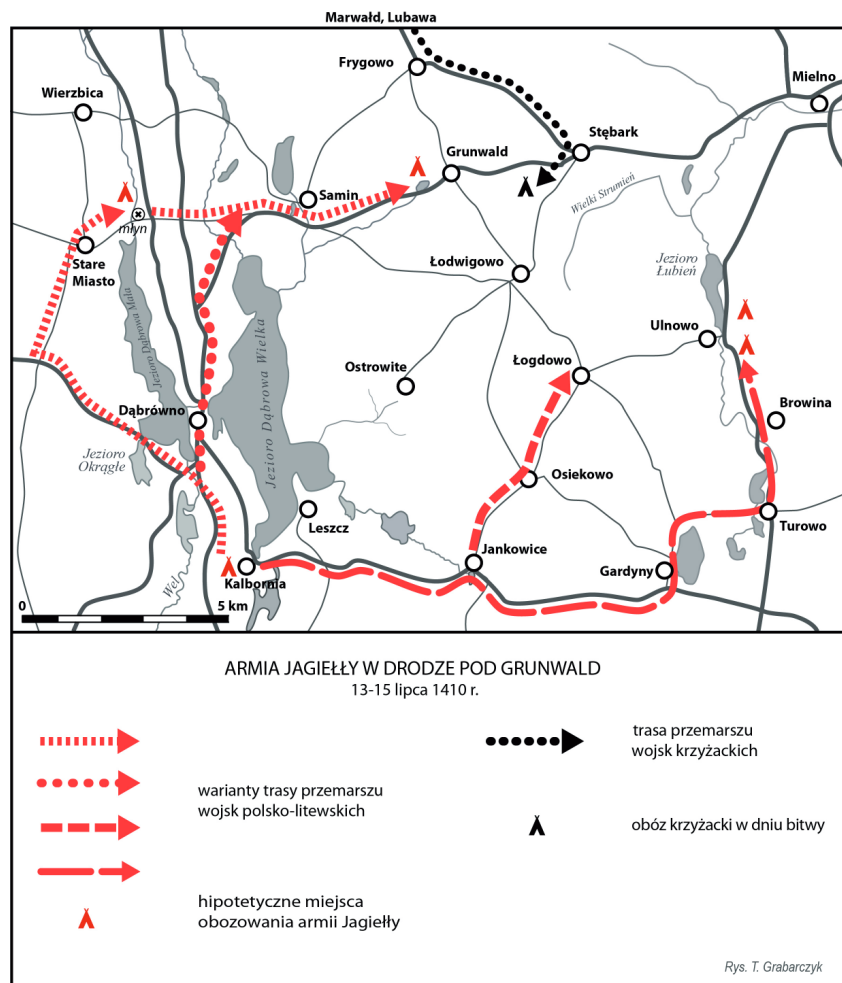 Marwałd, Lubawa
Frygowo
Mielno
Wierzbica
Stębark
Grunwald
Samin
Wielki Strumień
młyn
Stare
Miasto
Łodwigowo
Jezioro
Łubień
Jezioro Dąbrowa Mała
Jezioro Dąbrowa Wielka
Ulnowo
Ostrowite
Łogdowo
Dąbrówno
Browina
Jezioro
Okrągłe
Osiekowo
Leszcz
Turowo
Jankowice
Gardyny
Kalbornia
Wel
0 5 km
ARMIA JAGIEŁŁY W DRODZE POD GRUNWALD
13-15 lipca 1410 r.
warianty trasy przemarszu
wojsk polsko-litewskich
hipotetyczne miejsca
obozowania armii Jagiełły
trasa przemarszu
wojsk krzyżackich
obóz krzyżacki w dniu bitwy
Rys. T. Grabarczyk